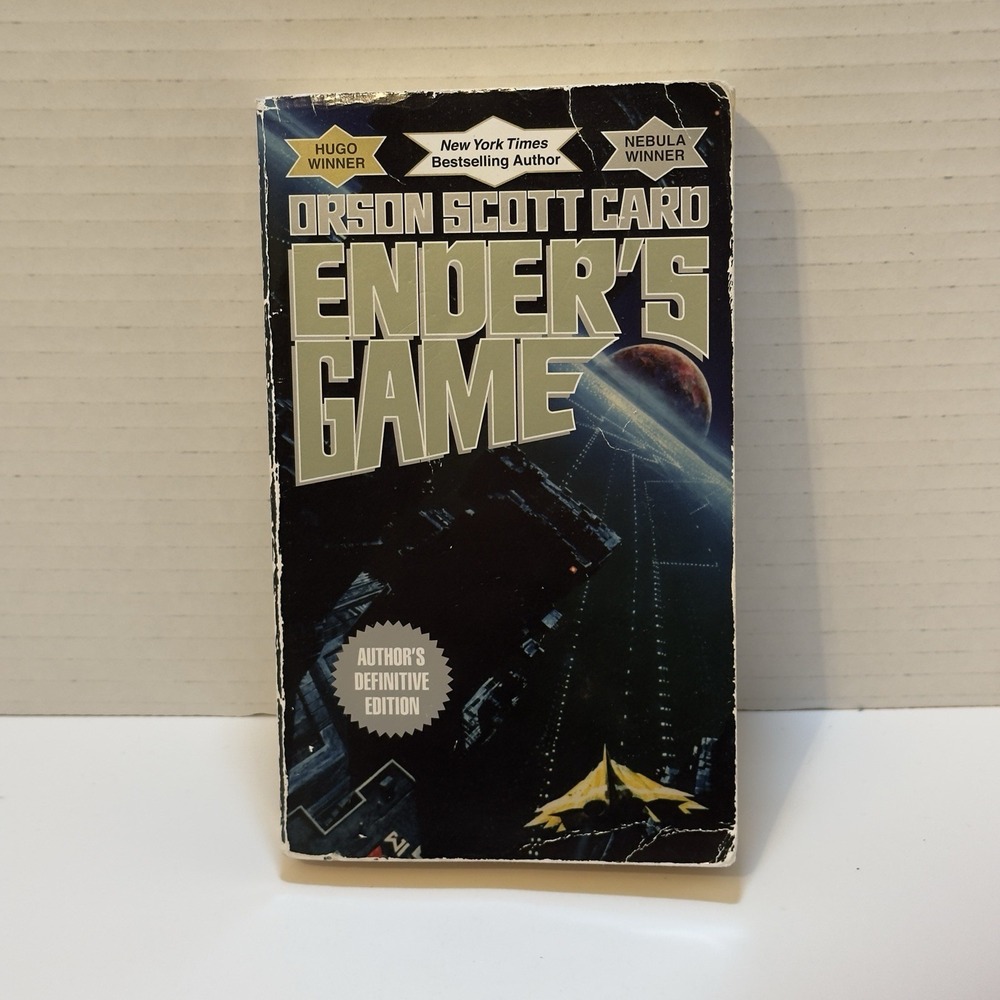 HUGO
WINNER
New York Times
Bestselling Author
NEBULA
WINNER
ORSON SCOTT CARD
ENDER'S
GAME
AUTHOR'S
DEFINITIVE
EDITION